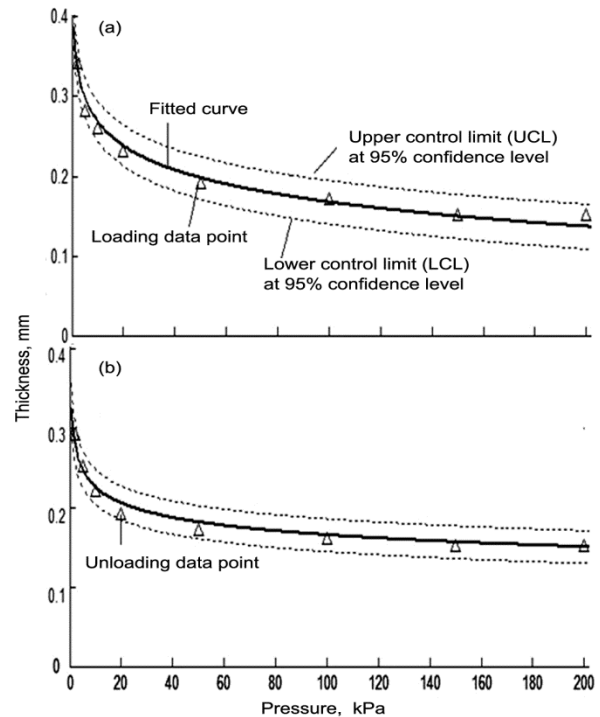 0.4
(a)
0.3
Fitted curve
Upper control limit (UCL)
at 95% confidence level
0.2
Loading data point
0.1
Lower control limit (LCL)
at 95% confidence level
0
Thickness, mm
0.4
(b)
0.3
0.2
Unloading data point
0.1
0
0 20 40 60 80 100 120 140 160 180 200
Pressure, kPa